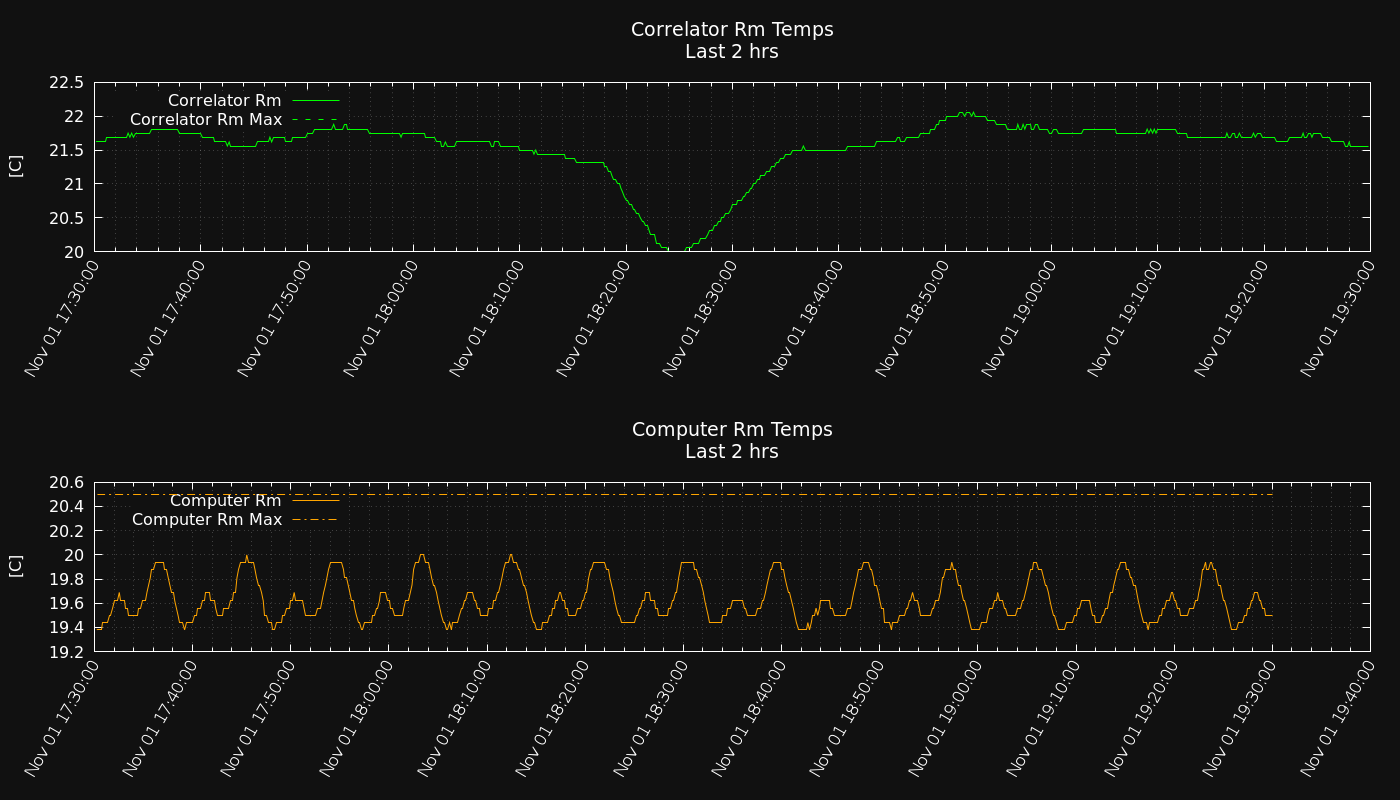 Correlator Rm Temps
Last 2 hrs
22.5
22
21.5
21
20.5
20
[C]
Correlator Rm
Correlator Rm Max
Nov 01 17:30:00
Nov 01 17:40:00
Nov 01 17:50:00
Nov 01 18:00:00
Nov 01 18:10:00
Nov 01 18:20:00
Nov 01 18:30:00
Nov 01 18:40:00
Nov 01 18:50:00
Nov 01 19:00:00
Nov 01 19:10:00
Nov 01 19:20:00
Nov 01 19:30:00
Computer Rm Temps
Last 2 hrs
20.6
20.4
20.2
20
19.8
19.6
19.4
19.2
[C]
Computer Rm
Computer Rm Max
Nov 01 17:30:00
Nov 01 17:40:00
Nov 01 17:50:00
Nov 01 18:00:00
Nov 01 18:10:00
Nov 01 18:20:00
Nov 01 18:30:00
Nov 01 18:40:00
Nov 01 18:50:00
Nov 01 19:00:00
Nov 01 19:10:00
Nov 01 19:20:00
Nov 01 19:30:00
Nov 01 19:40:00